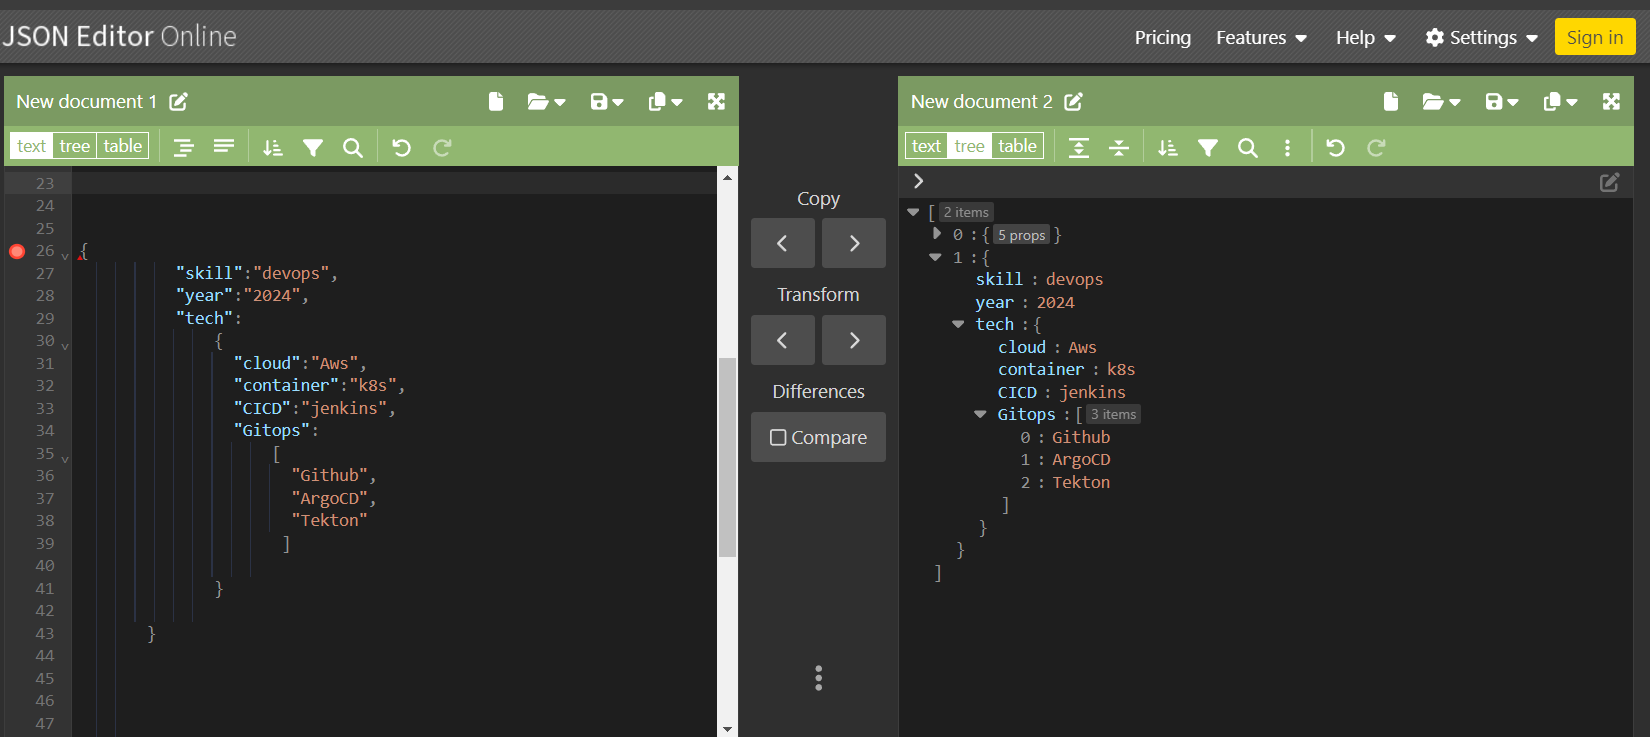 JSON Editor Online
Pricing Features Help Settings Sign in
New document 1
text tree table
23
24
25
26 {
27 "skill":"devops",
28 "year":"2024",
29 "tech":
30 {
31 "cloud":"Aws",
32 "container":"k8s",
33 "CICD":"jenkins",
34 "Gitops":
35 [
36 "Github",
37 "ArgoCD",
38 "Tekton"
39 ]
40
41 }
42
43 }
44
45
46
47
Copy
Transform
Differences
Compare
New document 2
text tree table
[ 2 items
0 : { 5 props }
1 : {
skill : devops
year : 2024
tech : {
cloud : Aws
container : k8s
CICD : jenkins
Gitops : [ 3 items
0 : Github
1 : ArgoCD
2 : Tekton
]
}
}
]